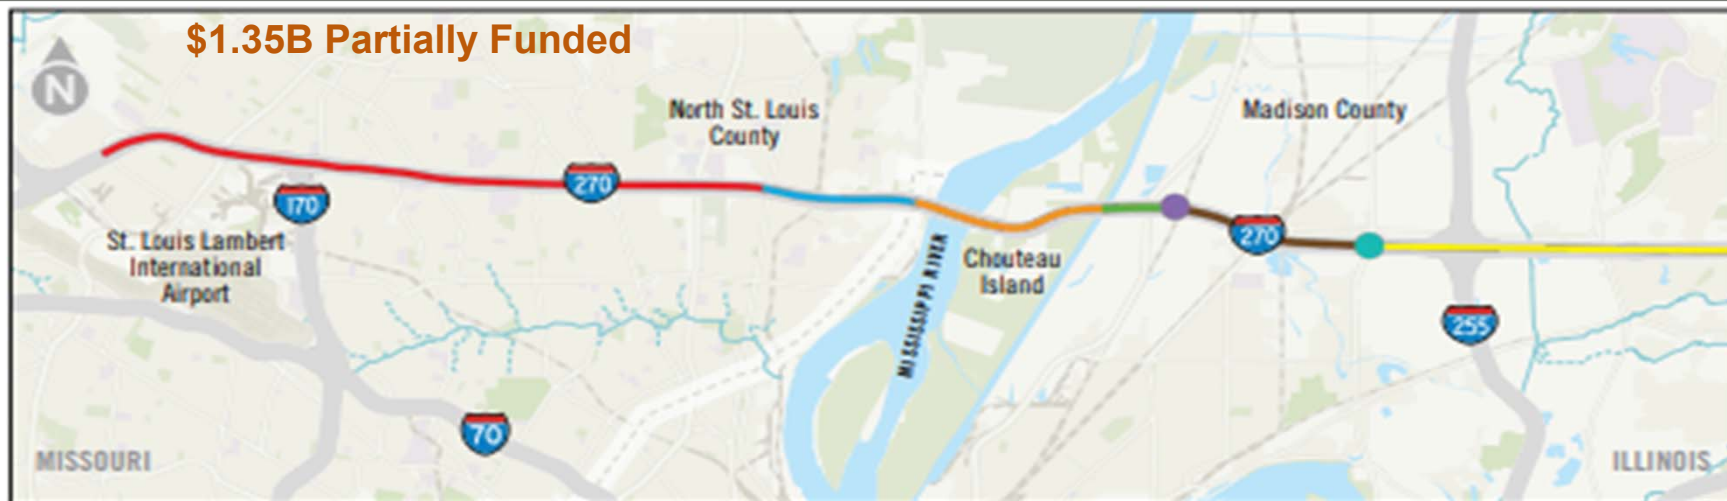 $1.35B Partially Funded
N
North St. Louis
County
Madison County
270
170
270
St. Louis Lambert
International
Airport
Chouteau
Island
MISSISSIPPI RIVER
255
70
MISSOURI
ILLINOIS